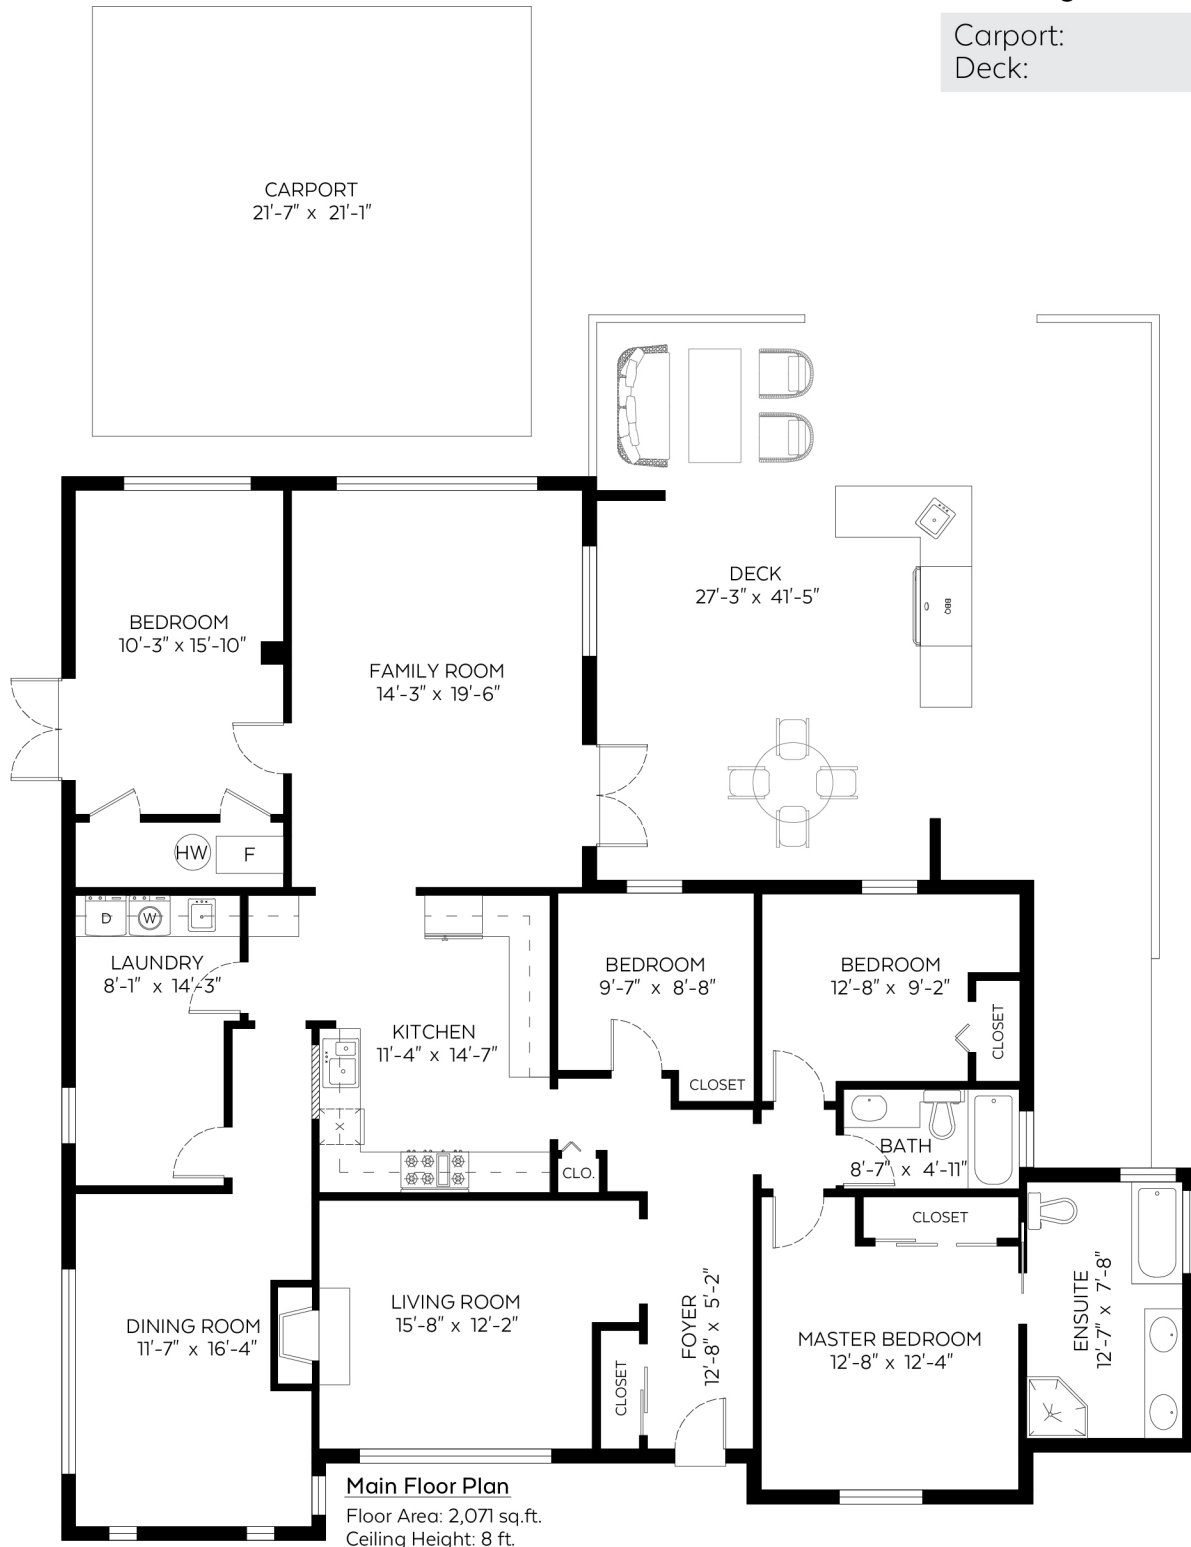 Carport:
Deck:
CARPORT
21'-7" x 21'-1"
DECK
27'-3" x 41'-5"
BBQ
BEDROOM
10'-3" x 15'-10"
FAMILY ROOM
14'-3" x 19'-6"
HW
F
D
W
LAUNDRY
8'-1" x 14'-3"
KITCHEN
11'-4" x 14'-7"
BEDROOM
9'-7" x 8'-8"
CLOSET
BEDROOM
12'-8" x 9'-2"
CLOSET
BATH
8'-7" x 4'-11"
CLO.
CLOSET
LIVING ROOM
15'-8" x 12'-2"
DINING ROOM
11'-7" x 16'-4"
CLOSET
FOYER
12'-8" x 5'-2"
MASTER BEDROOM
12'-8" x 12'-4"
ENSUITE
12'-7" x 7'-8"
Main Floor Plan
Floor Area: 2,071 sq.ft.
Ceiling Height: 8 ft.